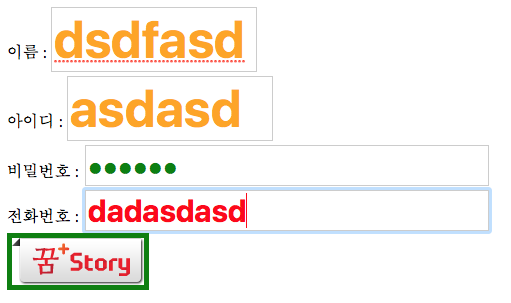 이름 : dsdfasd
아이디 : asdasd
비밀번호 : ●●●●●●
전화번호 : dadasdasd
꿈+Story